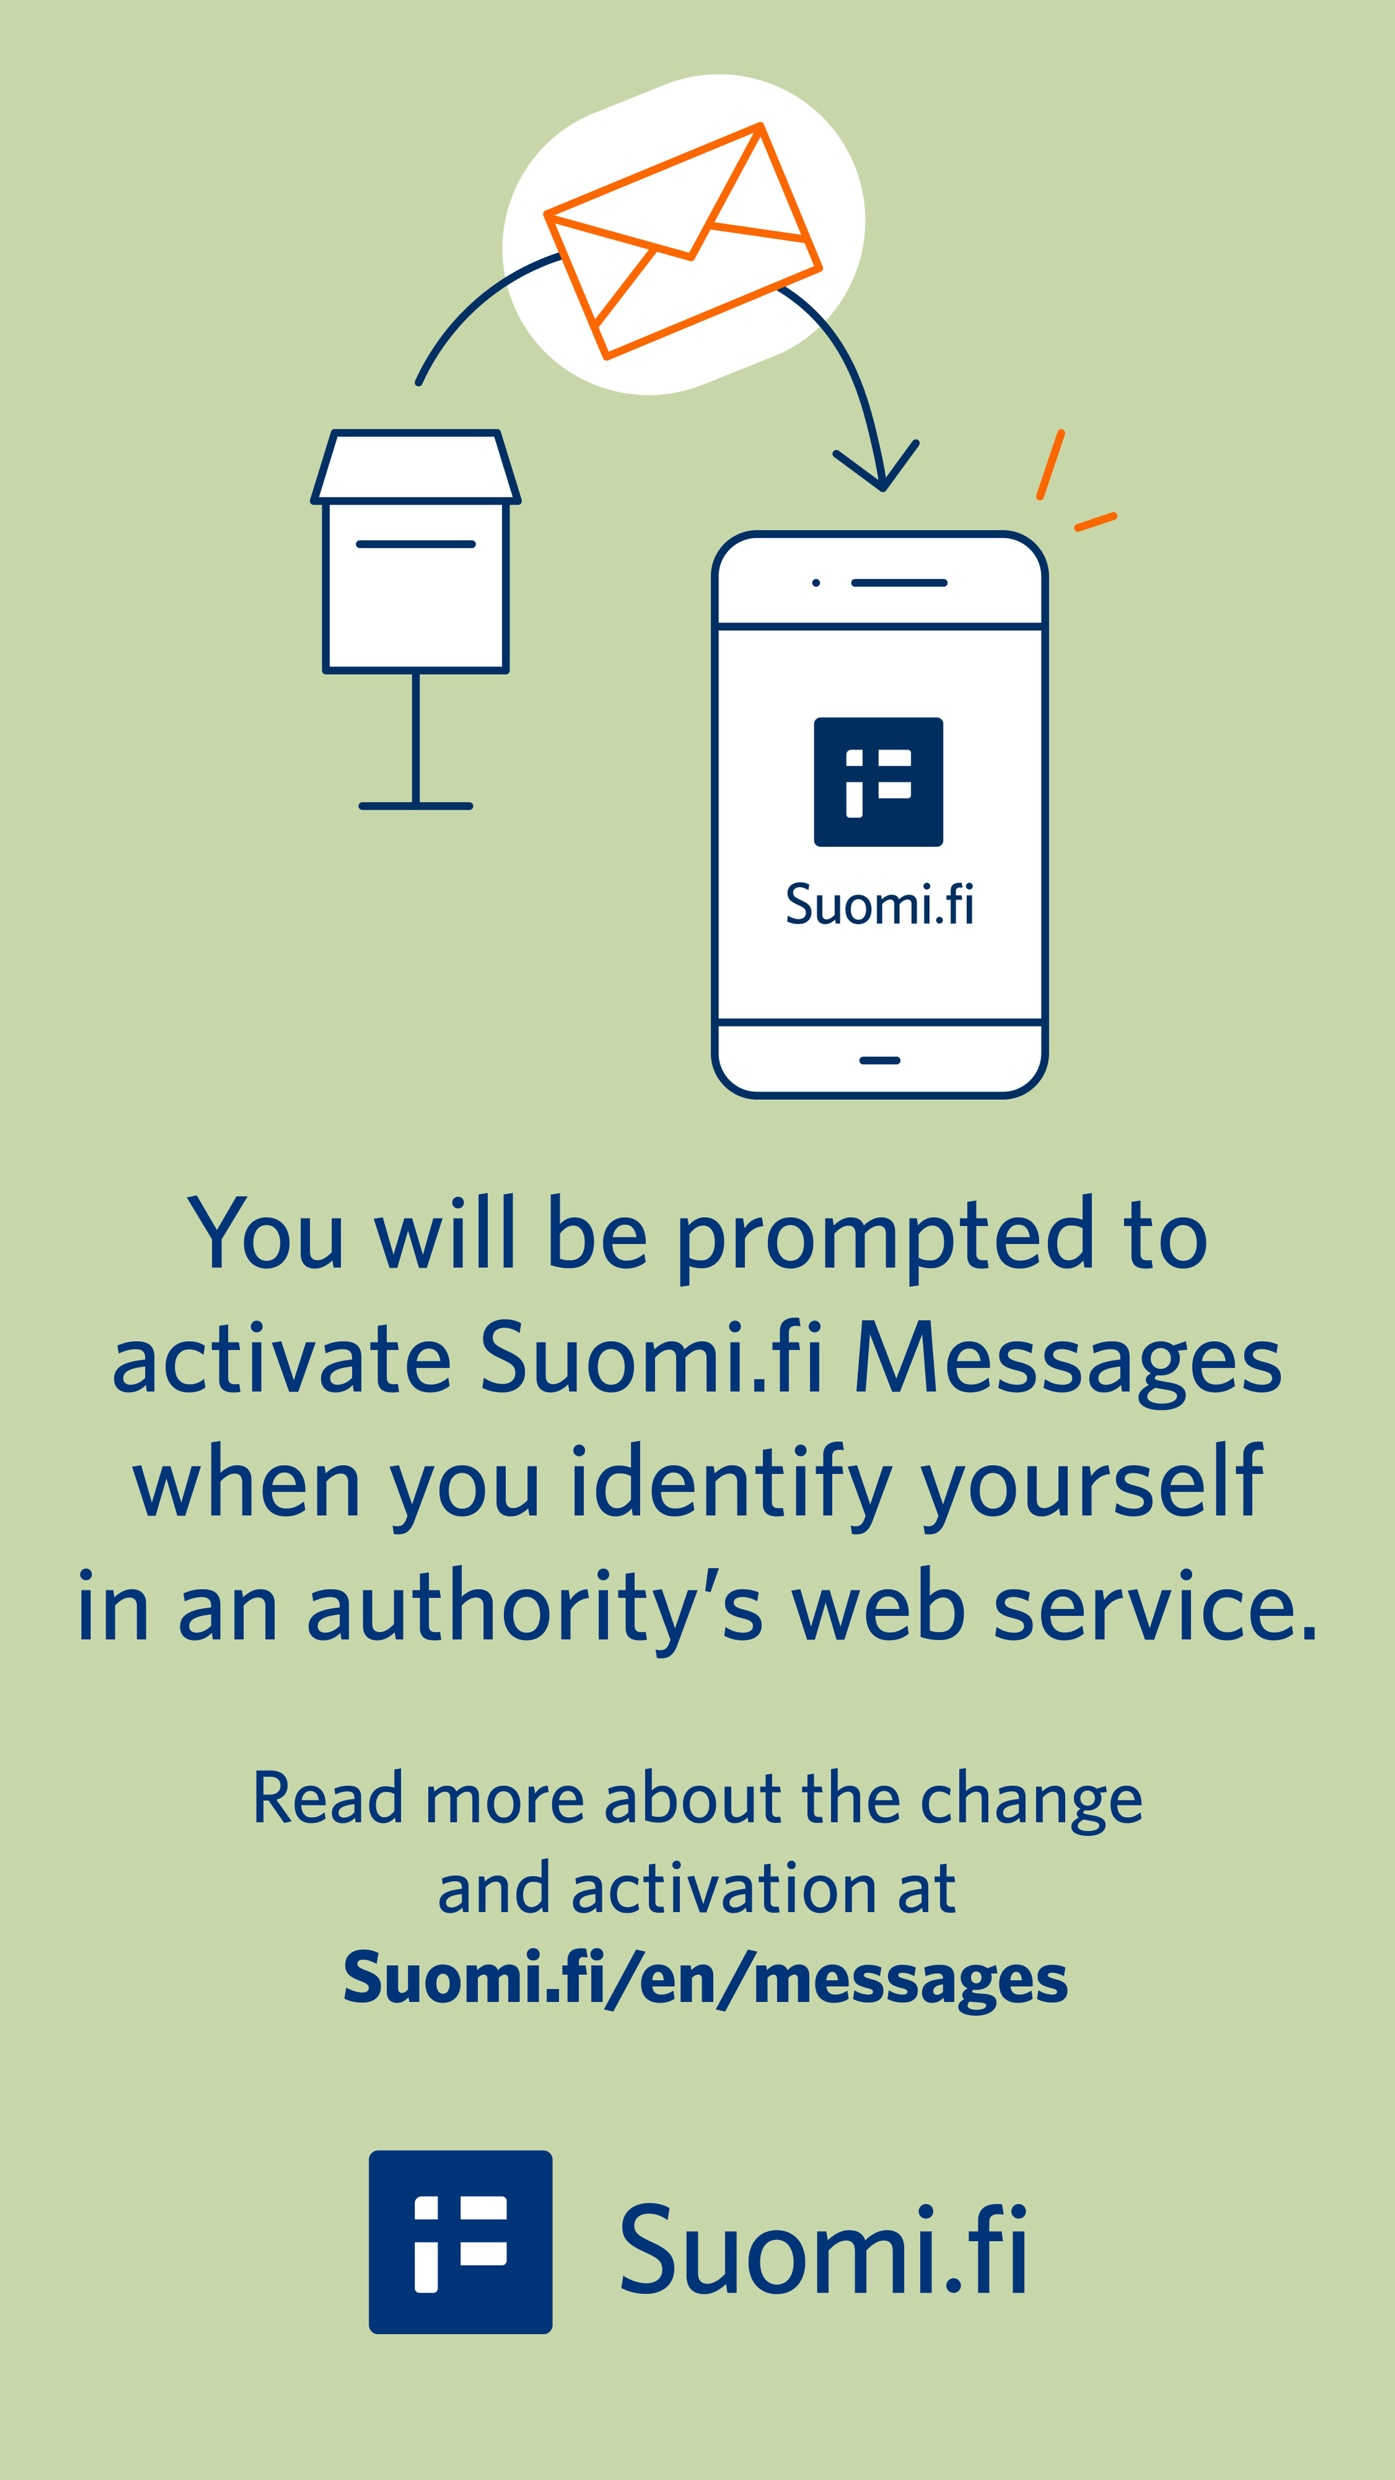 Suomi.fi
You will be prompted to
activate Suomi.fi Messages
when you identify yourself
in an authority’s web service.
Read more about the change
and activation at
Suomi.fi/en/messages
Suomi.fi